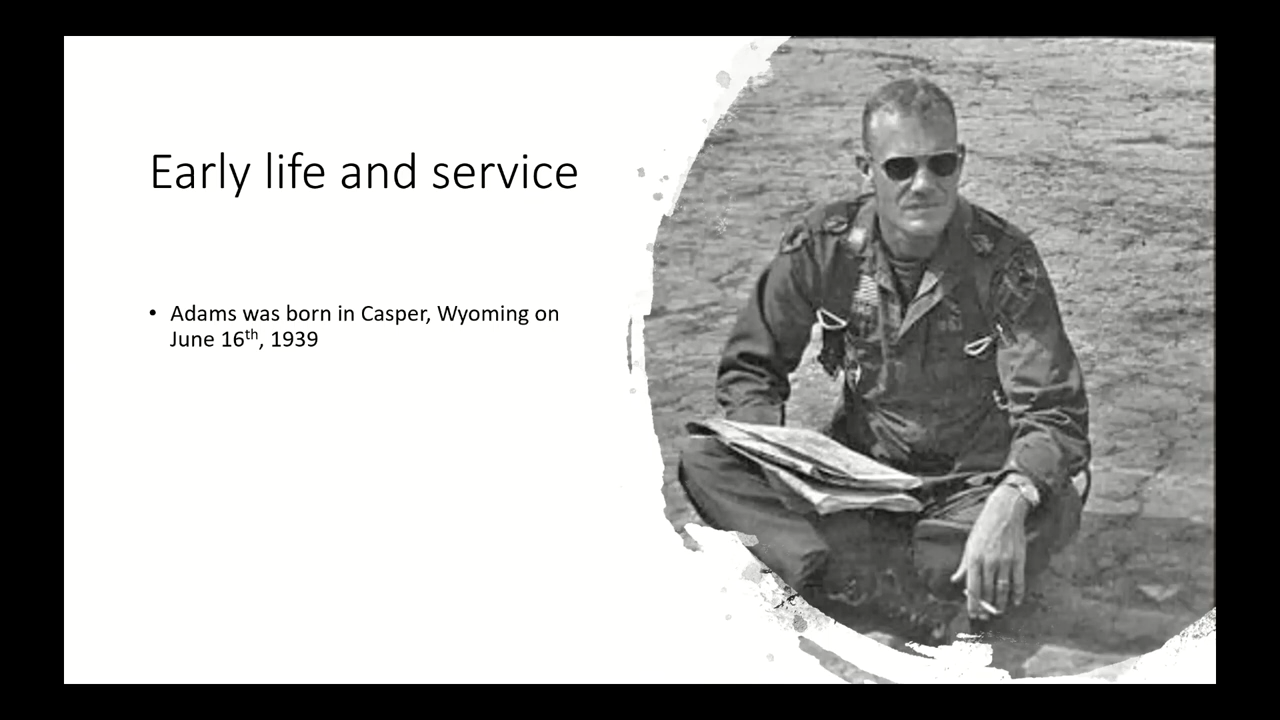 Early life and service
• Adams was born in Casper, Wyoming on
June 16th, 1939